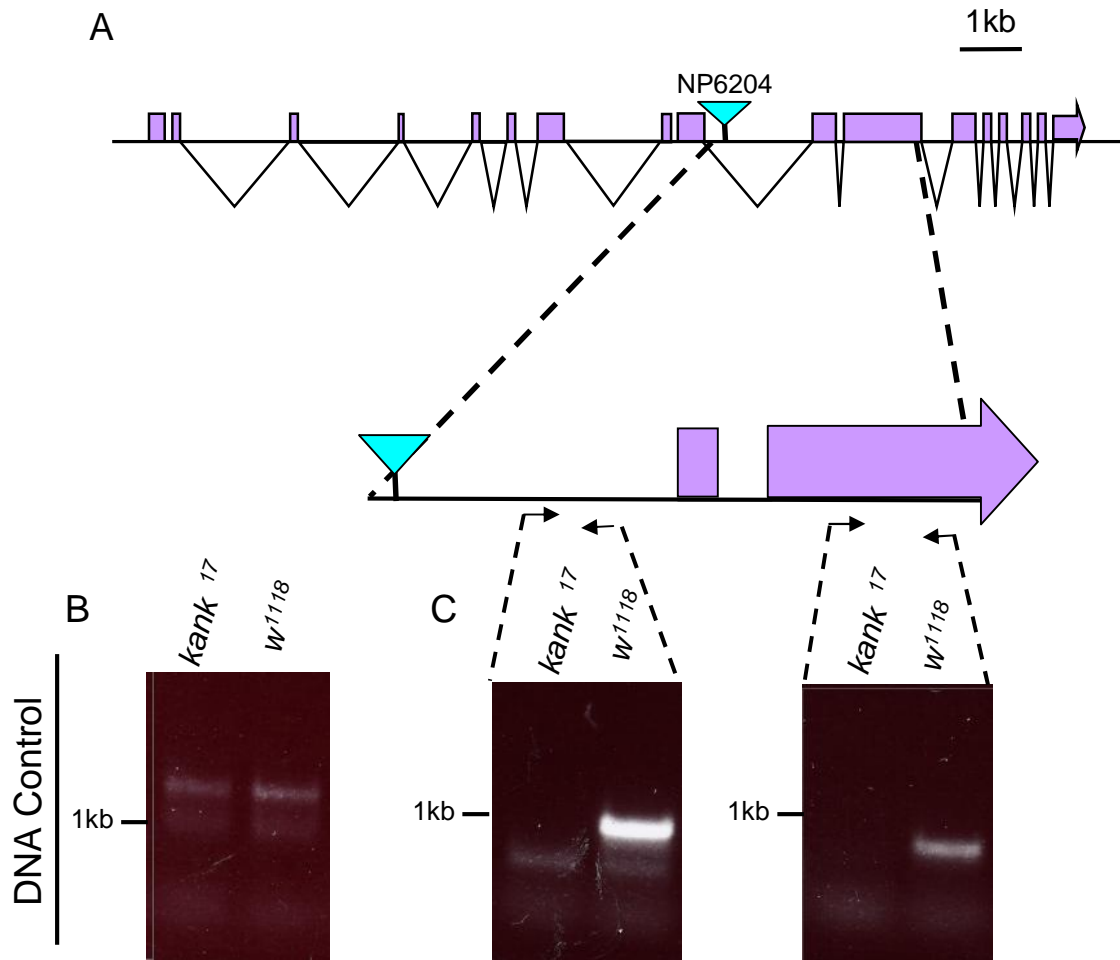 A
1kb
NP6204
B
kank 17
w1118
C
kank 17
w1118
kank 17
w1118
DNA Control
1kb
1kb
1kb